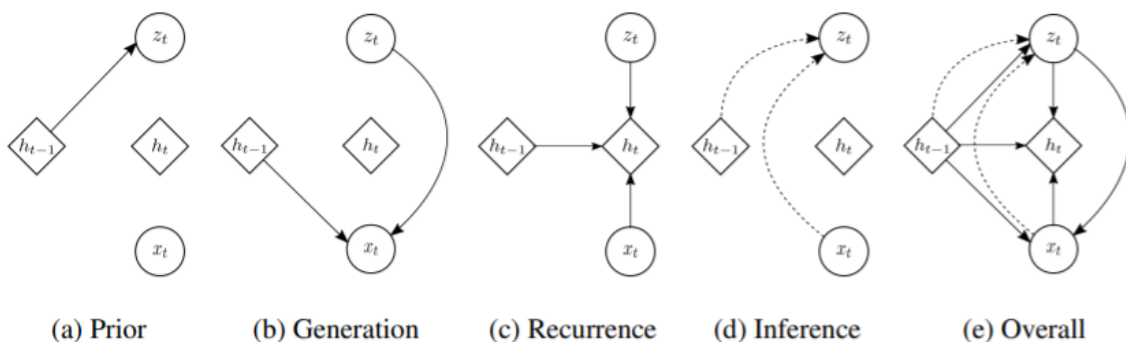 z_t z_t z_t z_t z_t
h_{t-1} h_t h_{t-1} h_t h_{t-1} h_t h_{t-1} h_t h_{t-1} h_t
x_t x_t x_t x_t x_t
(a) Prior (b) Generation (c) Recurrence (d) Inference (e) Overall